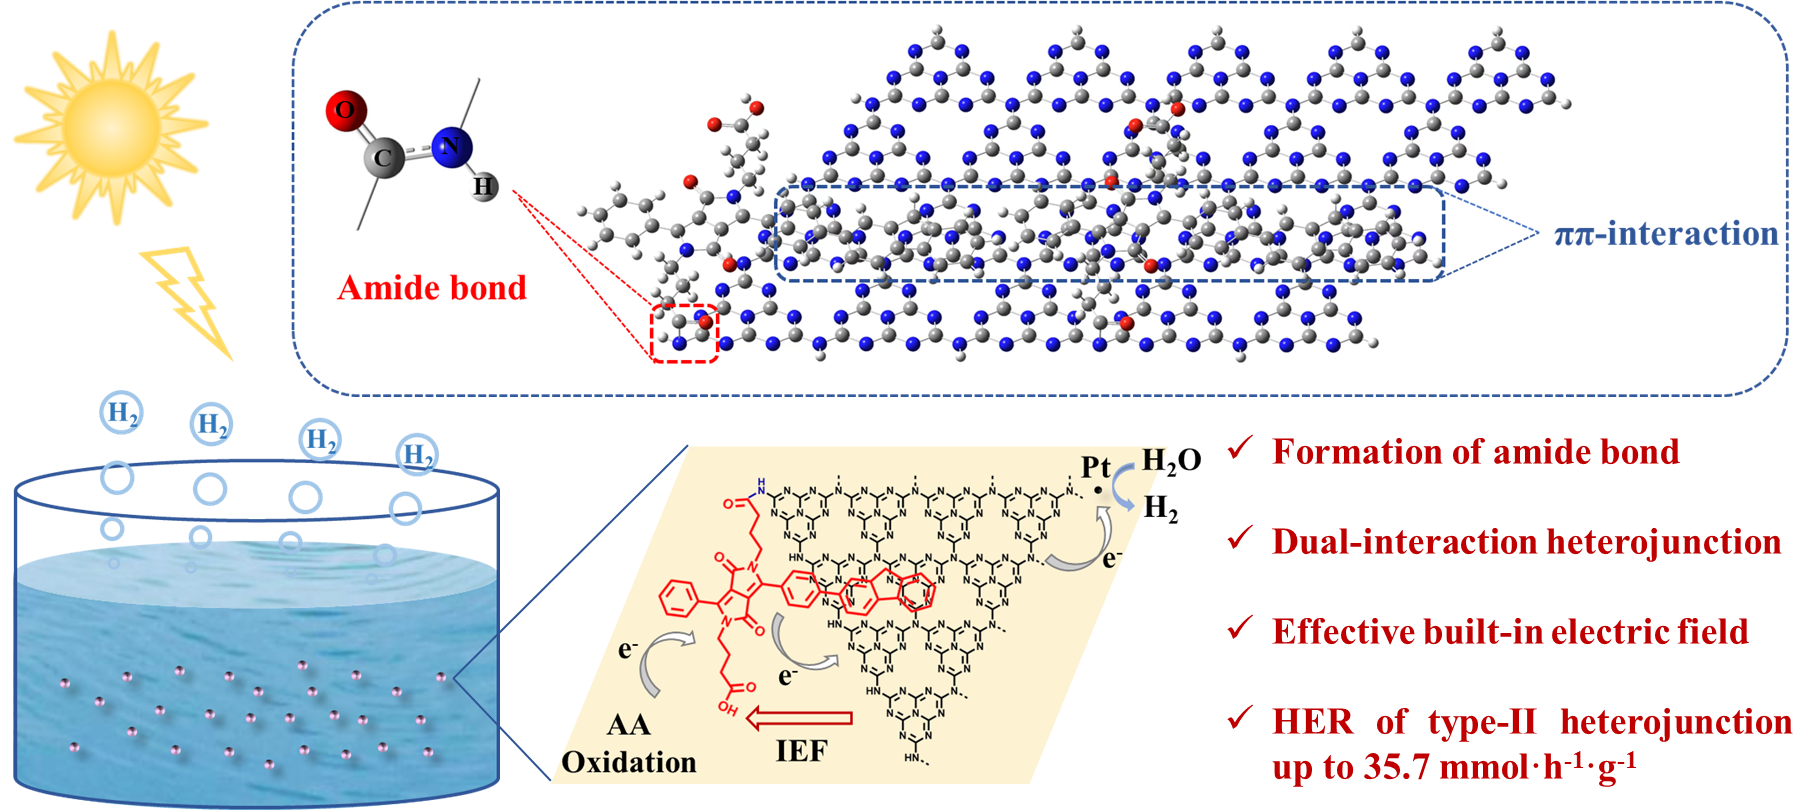 O
C
N
H
Amide bond
ππ-interaction
H₂
H₂
H₂
H₂
Pt
H₂O
H₂
e⁻
e⁻
e⁻
AA
Oxidation
IEF
✓ Formation of amide bond
✓ Dual-interaction heterojunction
✓ Effective built-in electric field
✓ HER of type-II heterojunction
up to 35.7 mmol·h⁻¹·g⁻¹